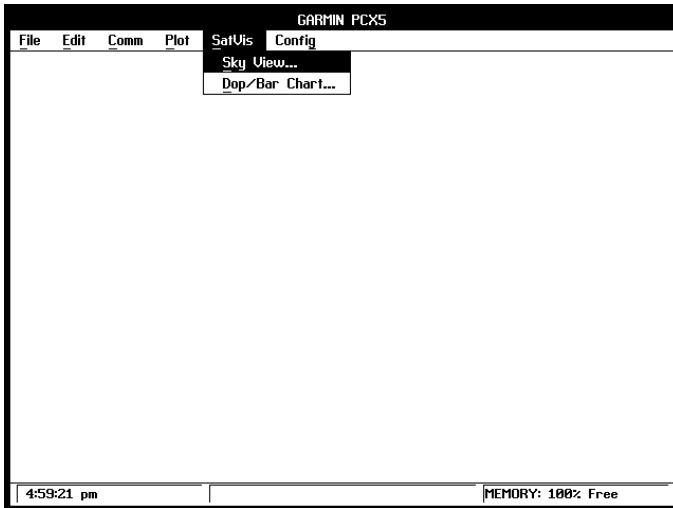 GARMIN PCX5
File Edit Comm Plot SatVis Config
Sky View...
Dop/Bar Chart...
4:59:21 pm MEMORY: 100% Free